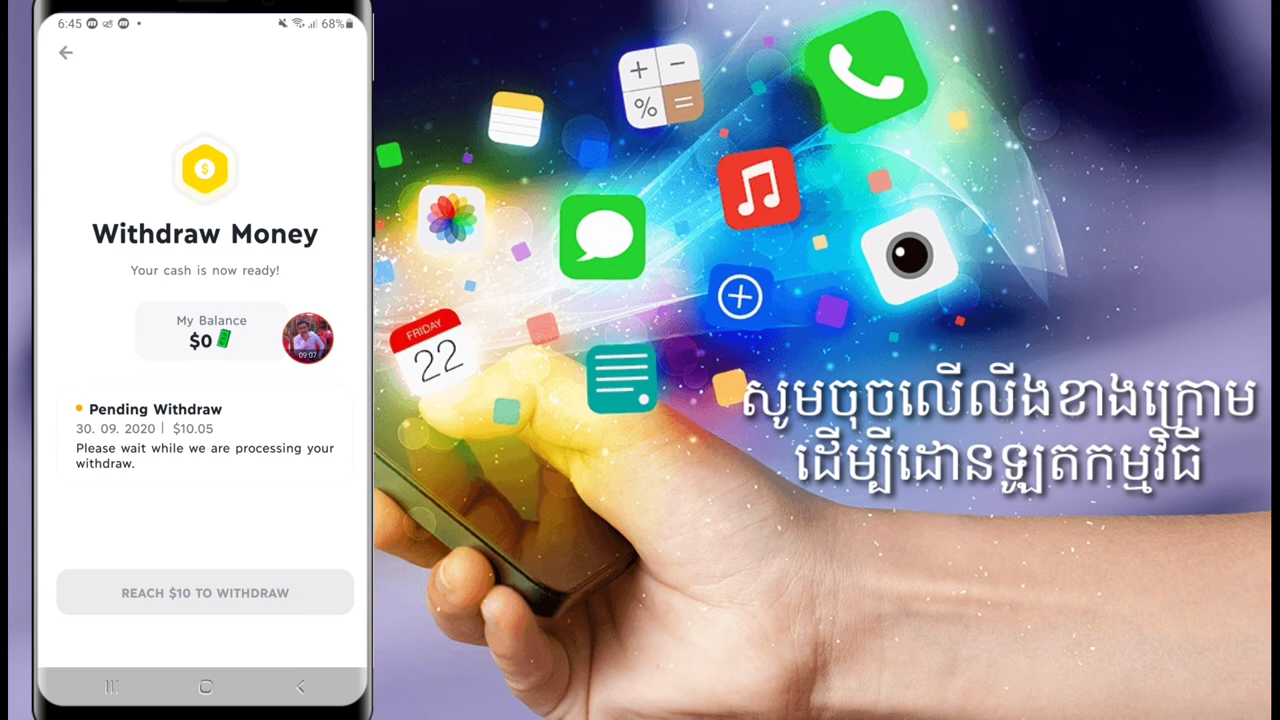 6:45
68%
Withdraw Money
Your cash is now ready!
My Balance
$0
09:07
Pending Withdraw
30. 09. 2020 | $10.05
Please wait while we are processing your
withdraw.
REACH $10 TO WITHDRAW
FRIDAY
22
សូមចុចលើលីងខាងក្រោម
ដើម្បីដោនឡូតកម្មវិធី